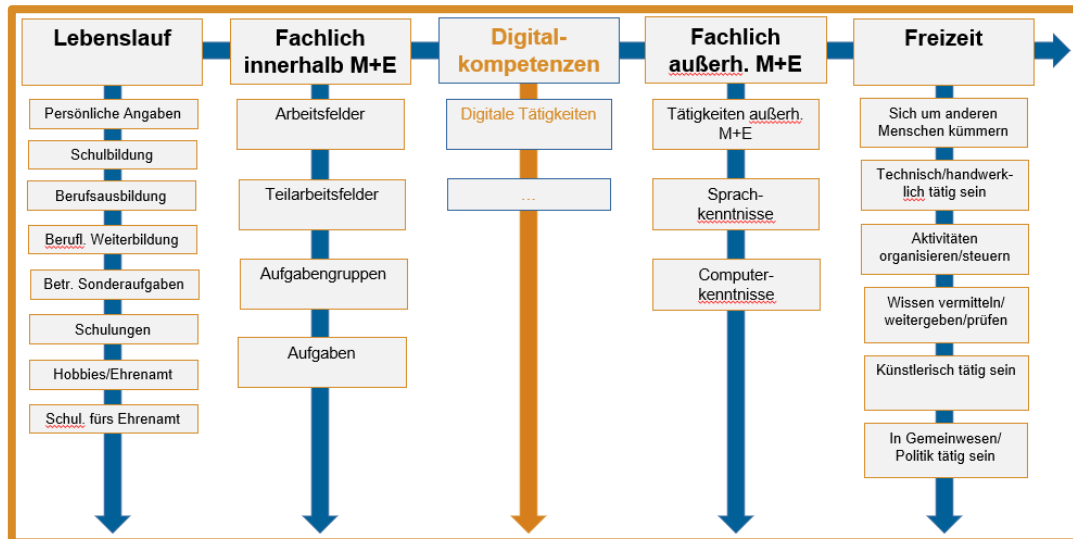 Lebenslauf
Persönliche Angaben
Schulbildung
Berufsausbildung
Berufl. Weiterbildung
Betr. Sonderaufgaben
Schulungen
Hobbies/Ehrenamt
Schul. fürs Ehrenamt
Fachlich
innerhalb M+E
Arbeitsfelder
Teilarbeitsfelder
Aufgabengruppen
Aufgaben
Digital-
kompetenzen
Digitale Tätigkeiten
...
Fachlich
außerh. M+E
Tätigkeiten außerh.
M+E
Sprach-
kenntnisse
Computer-
kenntnisse
Freizeit
Sich um anderen
Menschen kümmern
Technisch/handwerk-
lich tätig sein
Aktivitäten
organisieren/steuern
Wissen vermitteln/
weitergeben/prüfen
Künstlerisch tätig sein
In Gemeinwesen/
Politik tätig sein